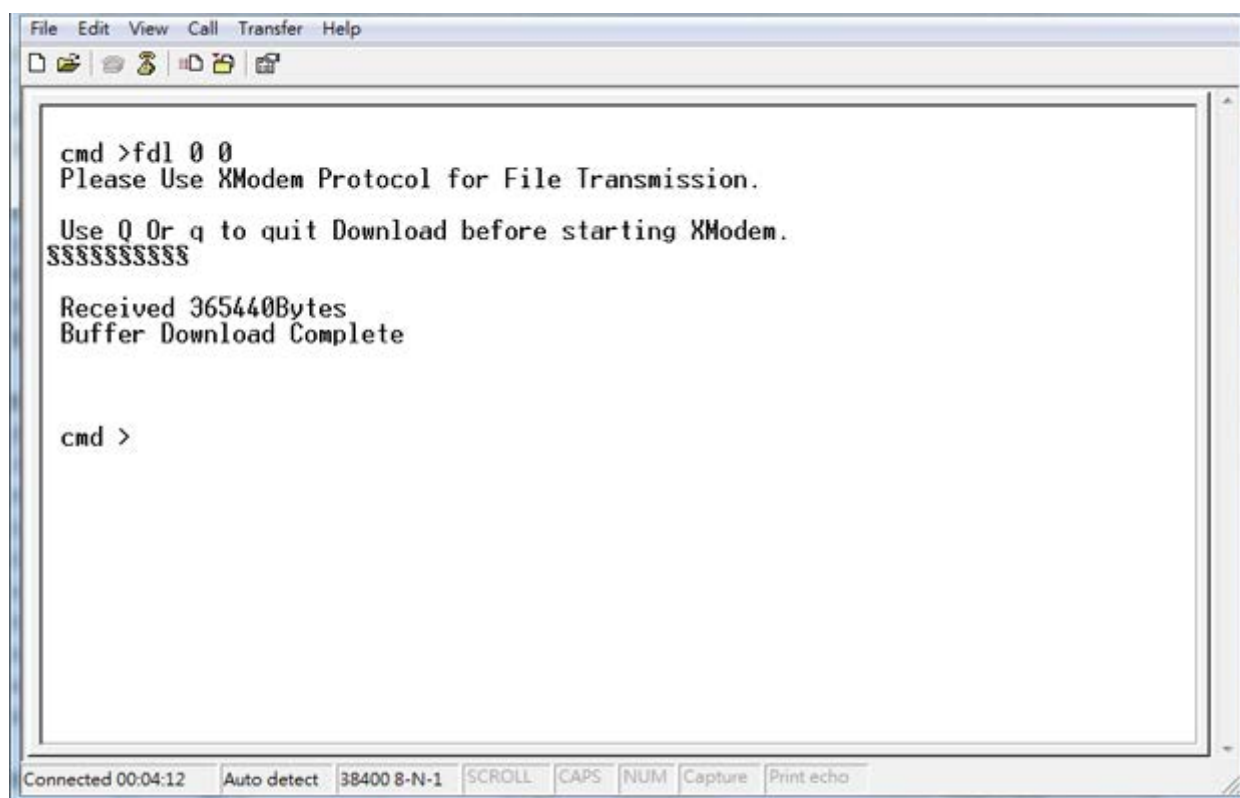 File Edit View Call Transfer Help
cmd >fdl 0 0
Please Use XModem Protocol for File Transmission.
Use Q Or q to quit Download before starting XModem.
§§§§§§§§§§
Received 365440Bytes
Buffer Download Complete
cmd >
Connected 00:04:12 Auto detect 38400 8-N-1 SCROLL CAPS NUM Capture Print echo